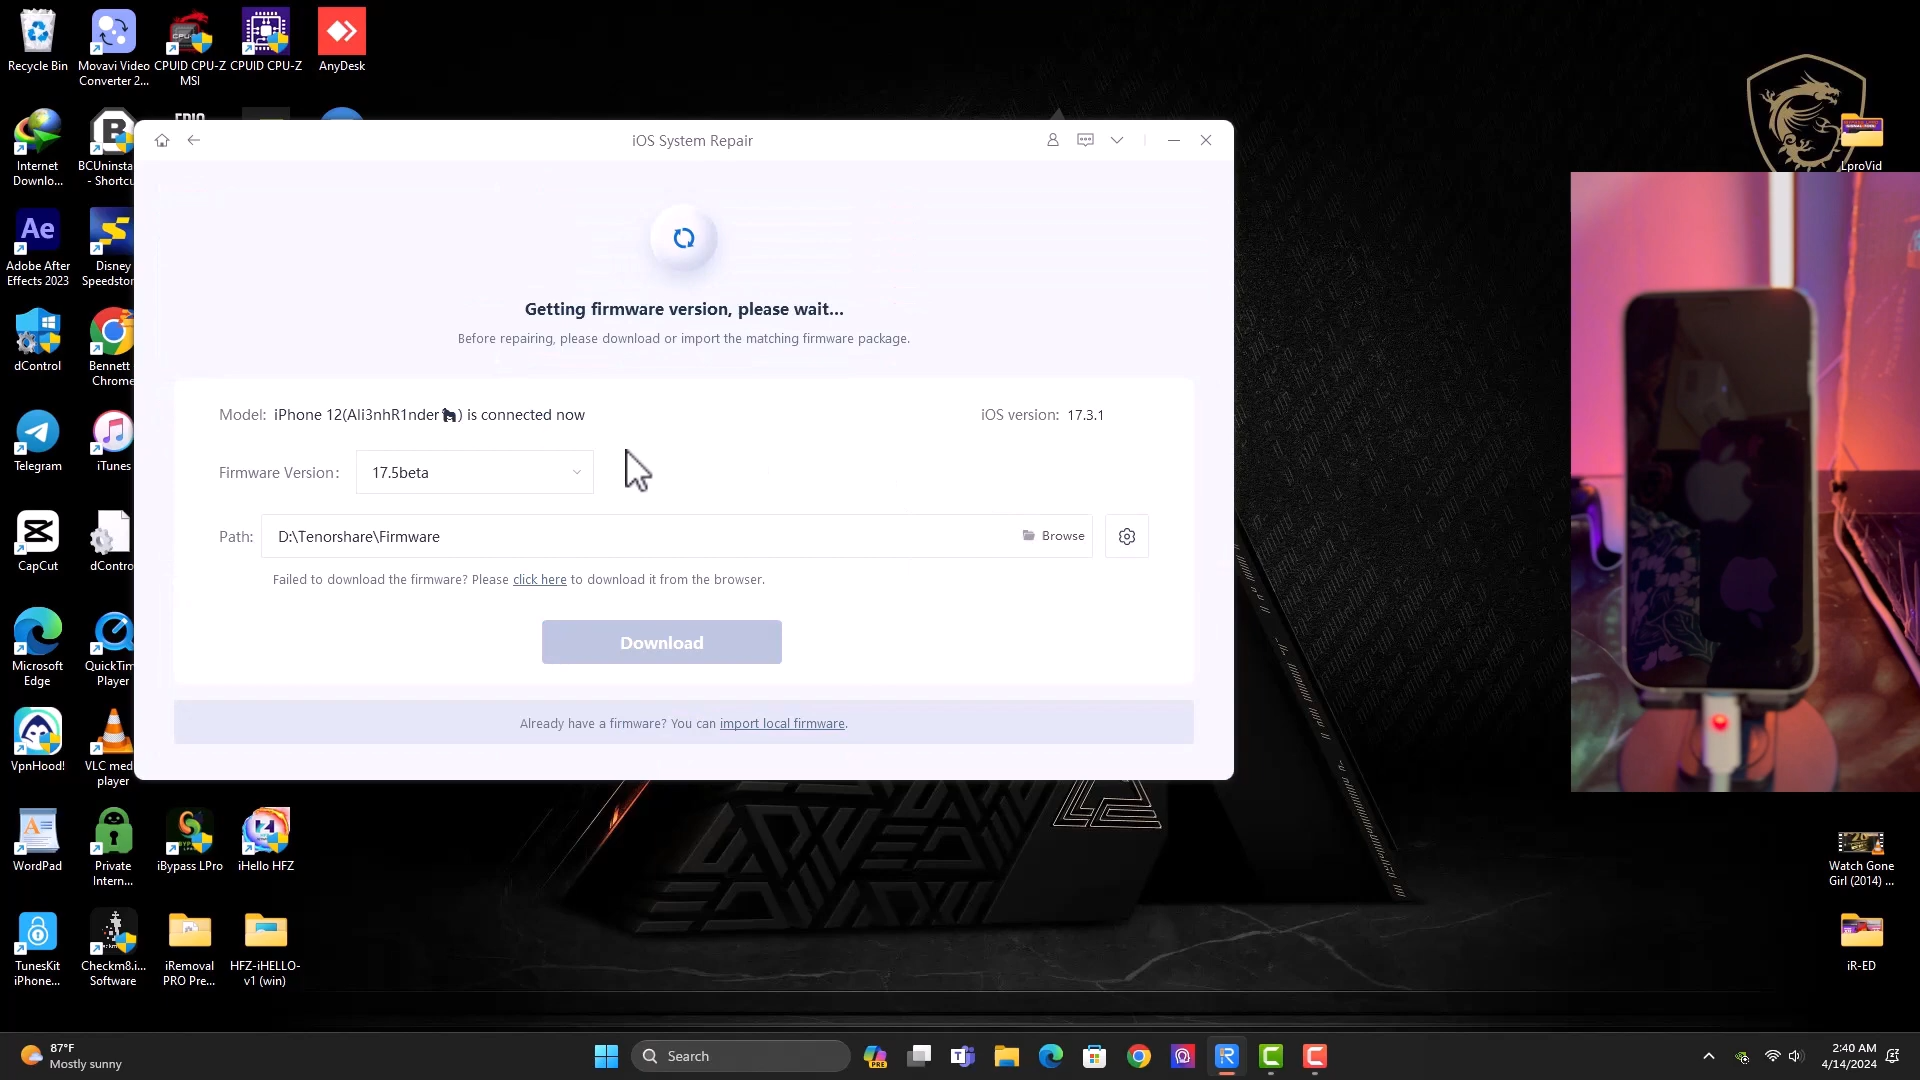 Recycle Bin
Movavi Video
Converter 2...
CPUID CPU-Z
MSI
CPUID CPU-Z
AnyDesk
Internet
Downlo...
BCUninsta
- Shortcu
Adobe After
Effects 2023
Disney
Speedstor
dControl
Bennett
Chrome
Telegram
iTunes
CapCut
dContro
Microsoft
Edge
QuickTim
Player
VpnHood!
VLC med
player
WordPad
Private
Intern...
iBypass LPro
iHello HFZ
TunesKit
iPhone...
Checkm8.i...
Software
iRemoval
PRO Pre...
HFZ-iHELLO-
v1 (win)
iOS System Repair
Getting firmware version, please wait...
Before repairing, please download or import the matching firmware package.
Model: iPhone 12(Ali3nhR1nder) is connected now
iOS version: 17.3.1
Firmware Version: 17.5beta
Path: D:\Tenorshare\Firmware
Browse
Failed to download the firmware? Please click here to download it from the browser.
Download
Already have a firmware? You can import local firmware.
LproVid
Watch Gone
Girl (2014) ...
iR-ED
87°F
Mostly sunny
Search
2:40 AM
4/14/2024